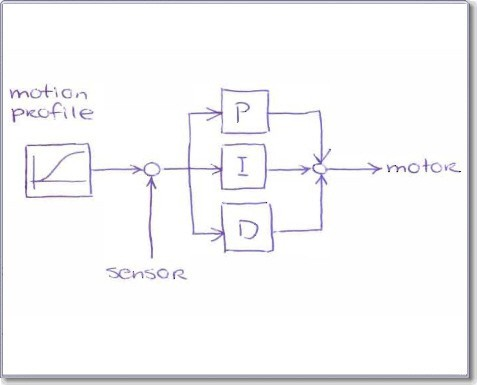 motion
profile
P
I
D
motor
sensor